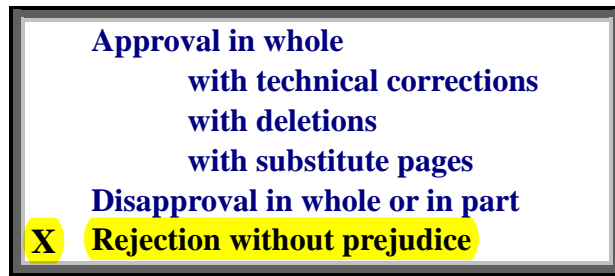 Approval in whole
with technical corrections
with deletions
with substitute pages
Disapproval in whole or in part
X Rejection without prejudice